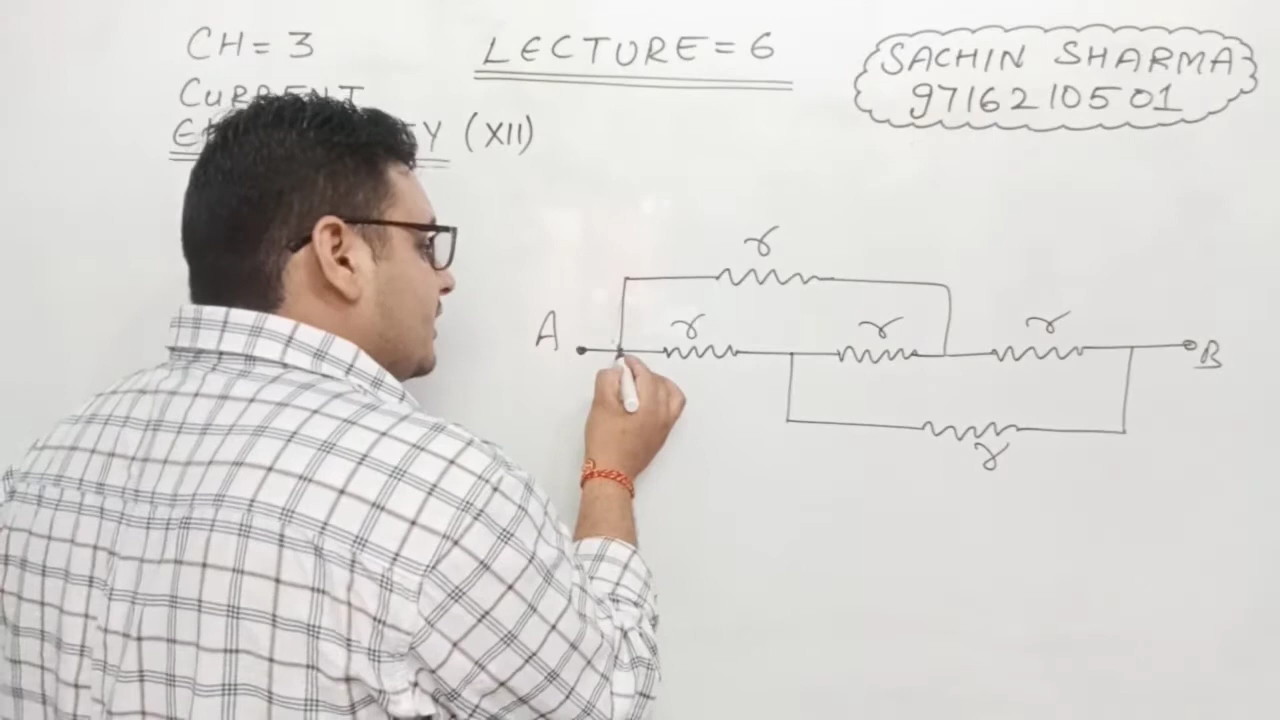 CH = 3
LECTURE = 6
SACHIN SHARMA
9716210501
CURRENT
(XII)
r
A
r
r
r
B
r